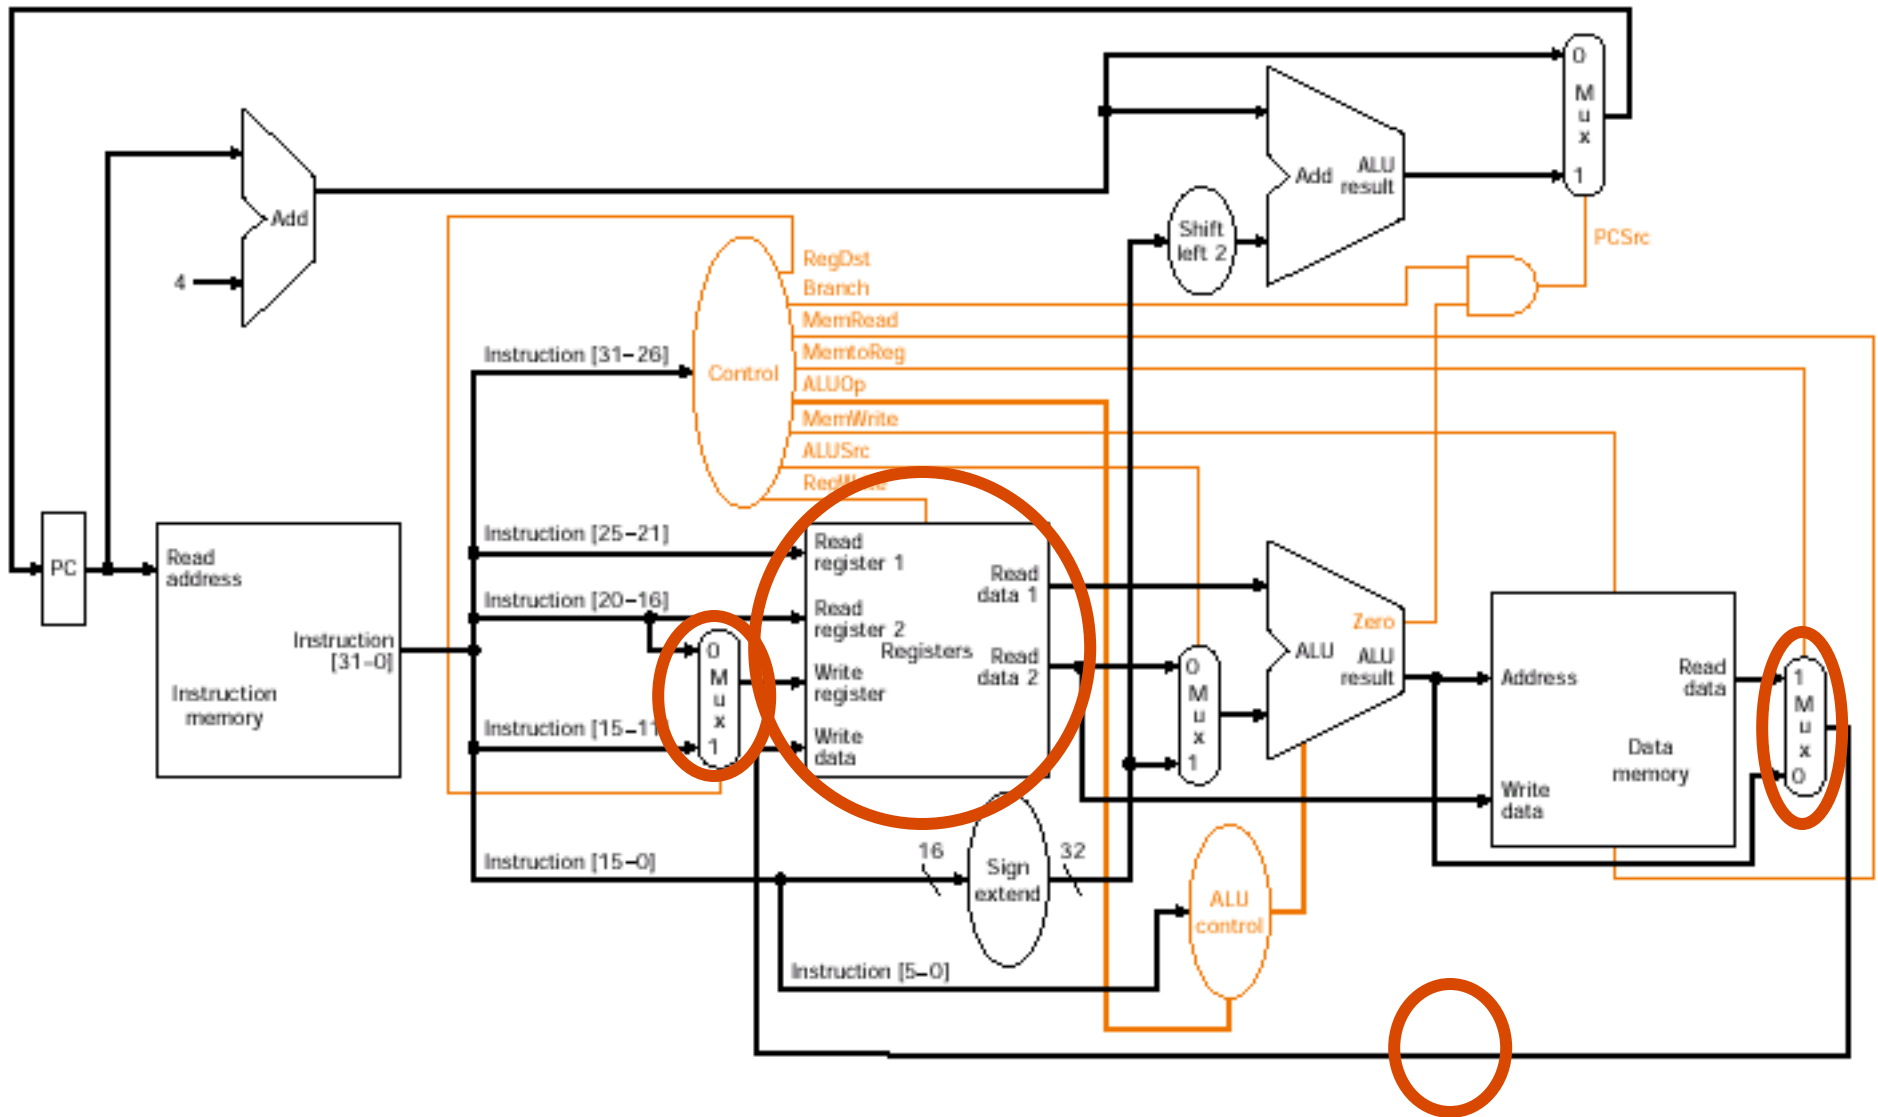 0
M
u
x
1
Add
ALU
result
Add
4
Shift
left 2
PCSrc
RegDst
Branch
MemRead
MemtoReg
ALUOp
MemWrite
ALUSrc
Control
Instruction [31–26]
Instruction [25–21]
Instruction [20–16]
Instruction [15–11
Instruction [15–0]
Instruction [5–0]
PC
Read
address
Instruction
[31–0]
Instruction
memory
0
M
u
x
1
Read
register 1
Read
register 2
Write
register
Write
data
Registers
Read
data 1
Read
data 2
0
M
u
x
1
Zero
ALU
ALU
result
Address
Write
data
Read
data
Data
memory
1
M
u
x
0
16
Sign
extend
32
ALU
control